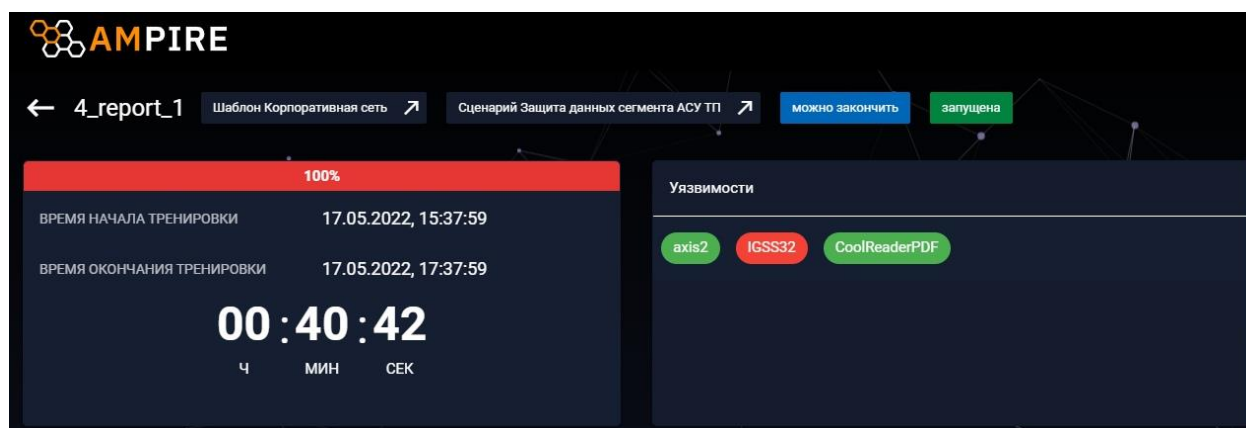 AMPIRE
← 4_report_1 Шаблон Корпоративная сеть Сценарий Защита данных сегмента АСУ ТП можно закончить запущена
100%
ВРЕМЯ НАЧАЛА ТРЕНИРОВКИ 17.05.2022, 15:37:59
ВРЕМЯ ОКОНЧАНИЯ ТРЕНИРОВКИ 17.05.2022, 17:37:59
00 : 40 : 42
Ч МИН СЕК
Уязвимости
axis2 IGSS32 CoolReaderPDF